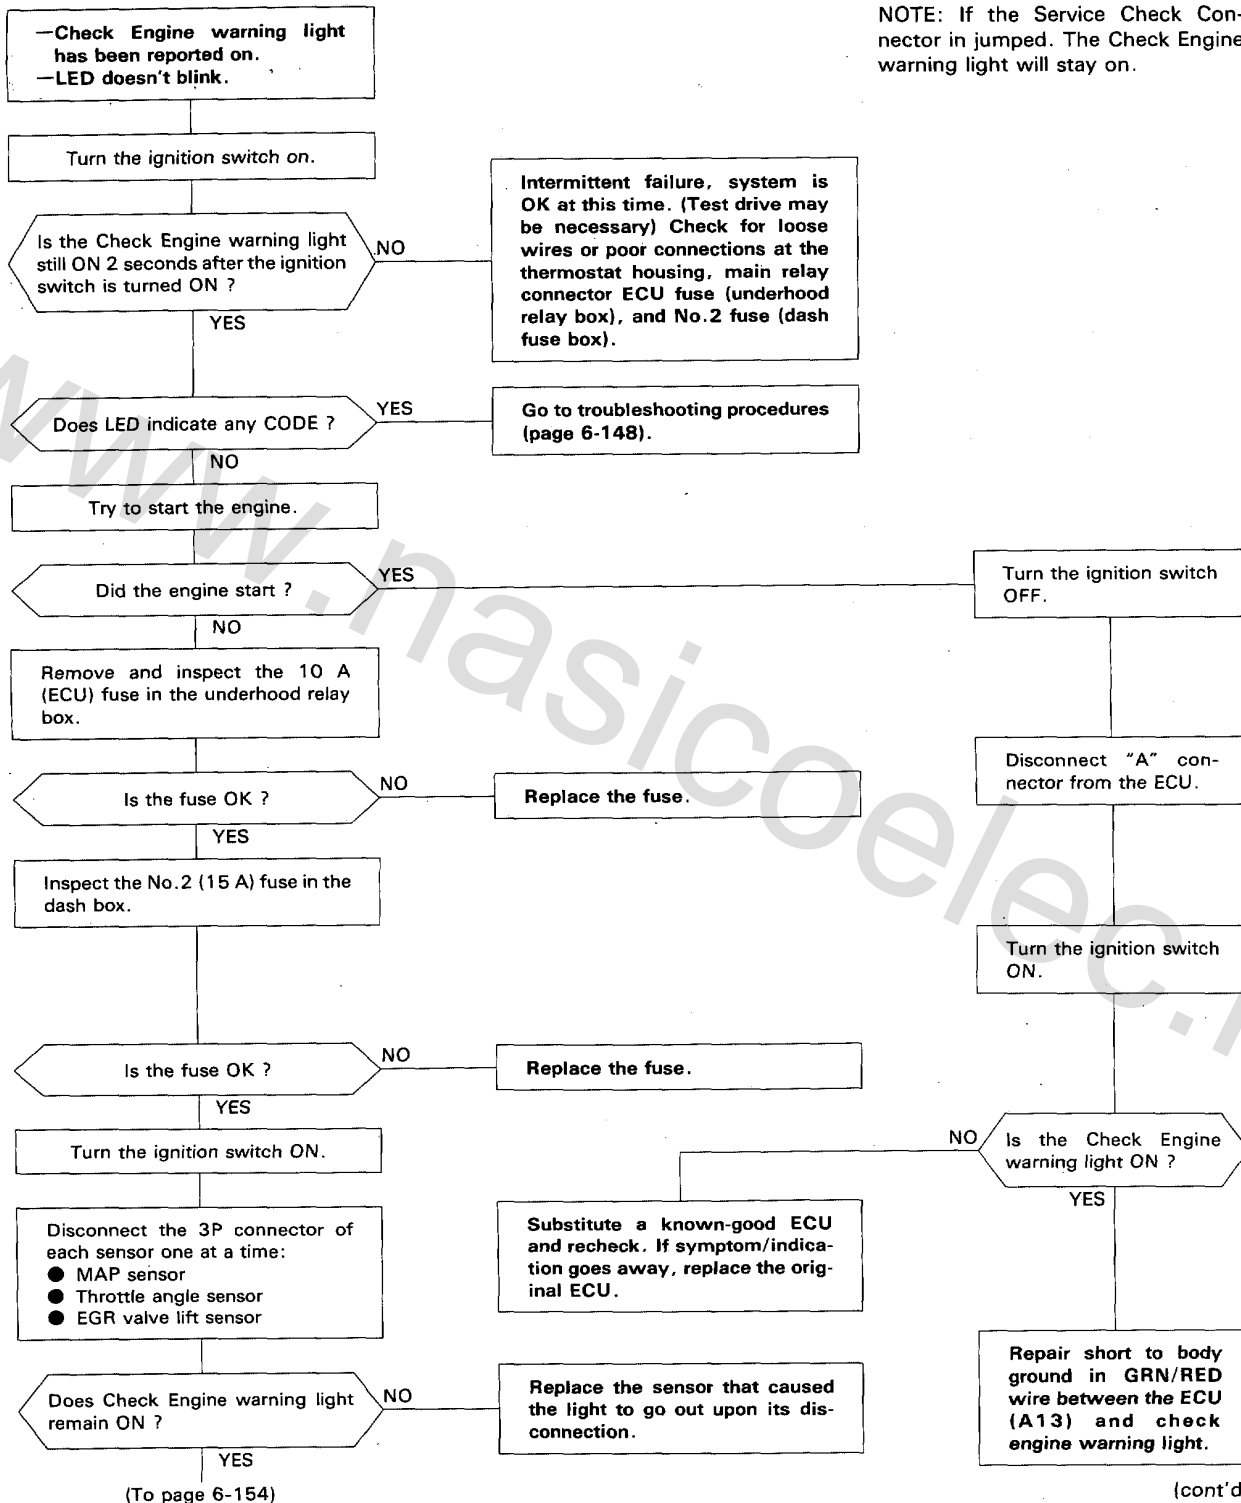 —Check Engine warning light
has been reported on.
—LED doesn't blink.
NOTE: If the Service Check Con-
nector in jumped. The Check Engine
warning light will stay on.
Turn the ignition switch on.
Is the Check Engine warning light
still ON 2 seconds after the ignition
switch is turned ON ?
NO
YES
Intermittent failure, system is
OK at this time. (Test drive may
be necessary) Check for loose
wires or poor connections at the
thermostat housing, main relay
connector ECU fuse (underhood
relay box), and No.2 fuse (dash
fuse box).
Does LED indicate any CODE ?
YES
NO
Go to troubleshooting procedures
(page 6-148).
Try to start the engine.
Did the engine start ?
YES
NO
Turn the ignition switch
OFF.
Remove and inspect the 10 A
(ECU) fuse in the underhood relay
box.
Disconnect "A" con-
nector from the ECU.
Is the fuse OK ?
NO
YES
Replace the fuse.
Inspect the No.2 (15 A) fuse in the
dash box.
Turn the ignition switch
ON.
Is the fuse OK ?
NO
YES
Replace the fuse.
Turn the ignition switch ON.
NO
Is the Check Engine
warning light ON ?
YES
Disconnect the 3P connector of
each sensor one at a time:
● MAP sensor
● Throttle angle sensor
● EGR valve lift sensor
Substitute a known-good ECU
and recheck. If symptom/indica-
tion goes away, replace the orig-
inal ECU.
Does Check Engine warning light
remain ON ?
NO
YES
Replace the sensor that caused
the light to go out upon its dis-
connection.
Repair short to body
ground in GRN/RED
wire between the ECU
(A13) and check
engine warning light.
(To page 6-154)
(cont'd
www.nasicoelec.